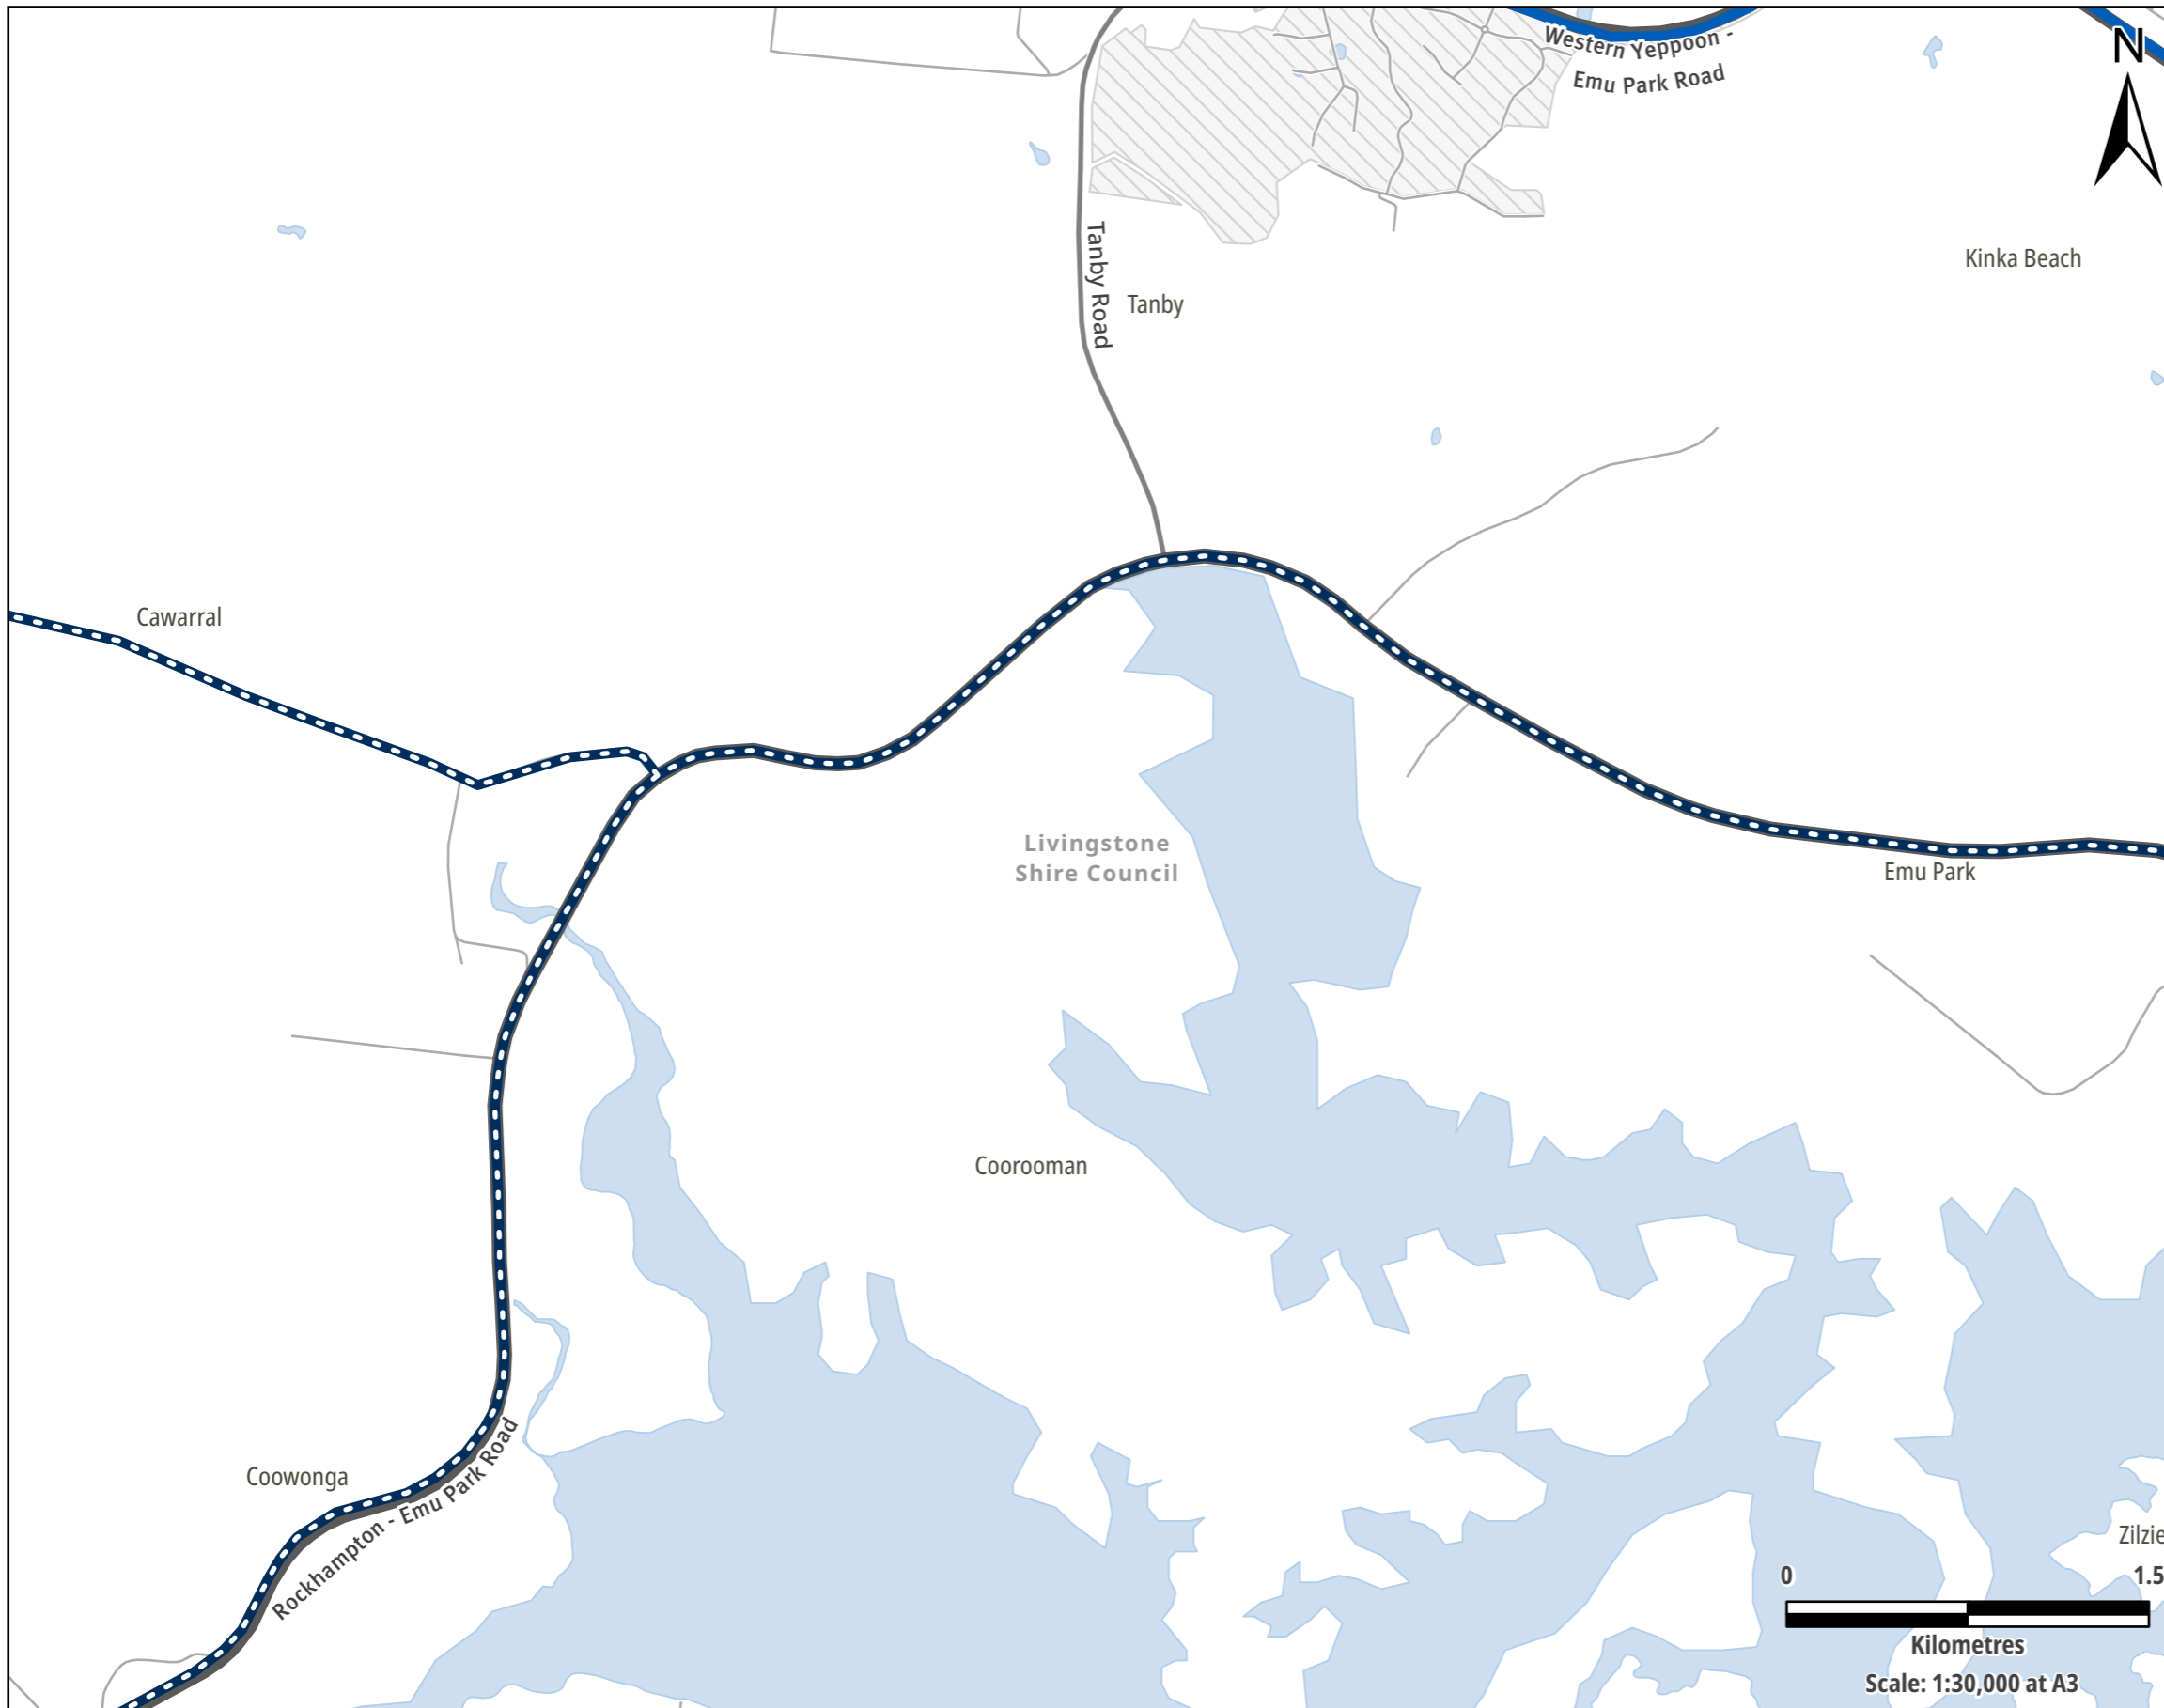 Western Yeppoon -
Emu Park Road
N
Kinka Beach
Tanby Road
Tanby
Cawarral
Livingstone
Shire Council
Emu Park
Coorooman
Coowonga
Rockhampton - Emu Park Road
Zilzie
0 1.5
Kilometres
Scale: 1:30,000 at A3